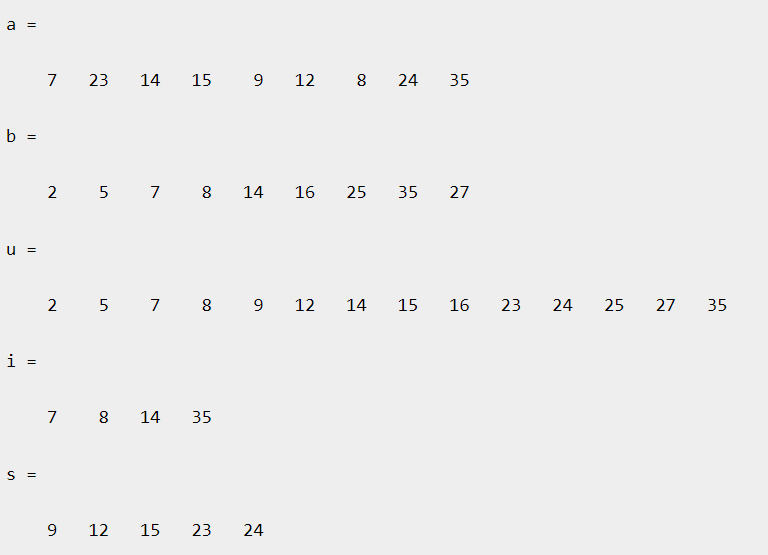 a =
7 23 14 15 9 12 8 24 35
b =
2 5 7 8 14 16 25 35 27
u =
2 5 7 8 9 12 14 15 16 23 24 25 27 35
i =
7 8 14 35
s =
9 12 15 23 24